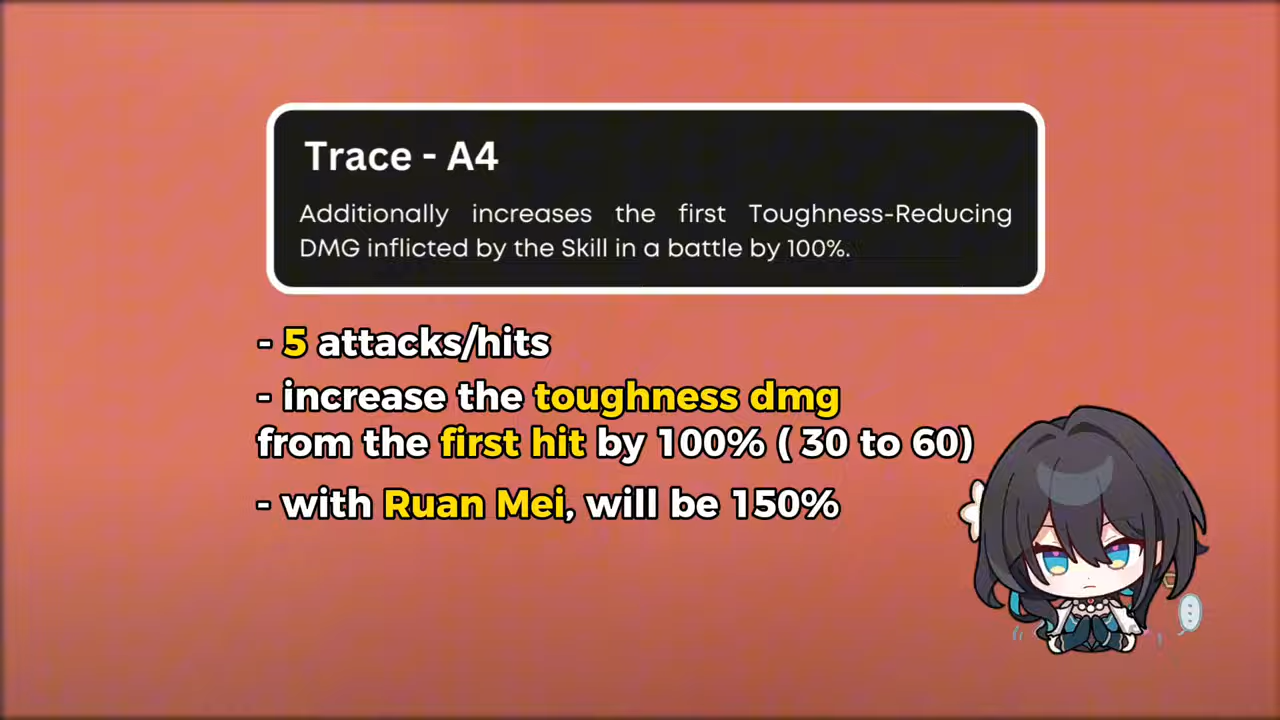 Trace - A4
Additionally increases the first Toughness-Reducing
DMG inflicted by the Skill in a battle by 100%.
- 5 attacks/hits
- increase the toughness dmg
from the first hit by 100% ( 30 to 60)
- with Ruan Mei, will be 150%